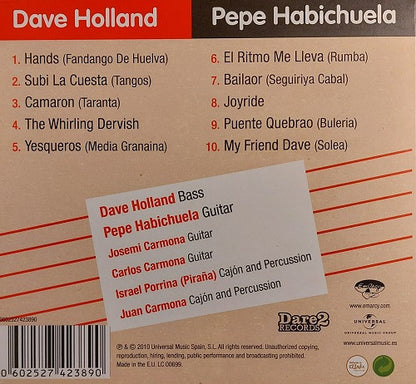 Dave Holland
Pepe Habichuela
1. Hands (Fandango De Huelva)
2. Subi La Cuesta (Tangos)
3. Camaron (Taranta)
4. The Whirling Dervish
5. Yesqueros (Media Granaina)
6. El Ritmo Me Lleva (Rumba)
7. Bailaor (Seguiriya Cabal)
8. Joyride
9. Puente Quebrao (Buleria)
10. My Friend Dave (Solea)
Dave Holland Bass
Pepe Habichuela Guitar
Josemi Carmona Guitar
Carlos Carmona Guitar
Israel Porrina (Piraña) Cajón and Percussion
Juan Carmona Cajón and Percussion
Dare2
RECORDS
EmArcy
www.emarcy.com
UNIVERSAL
UNIVERSAL MUSIC GROUP
www.universalmusic.es
℗ & © 2010 Universal Music Spain, S.L. All rights reserved. Unauthorized copying,
reproduction, hiring, lending, public performance and broadcasting prohibited.
Made in the E.U. LC 00699.
0 602527 423890